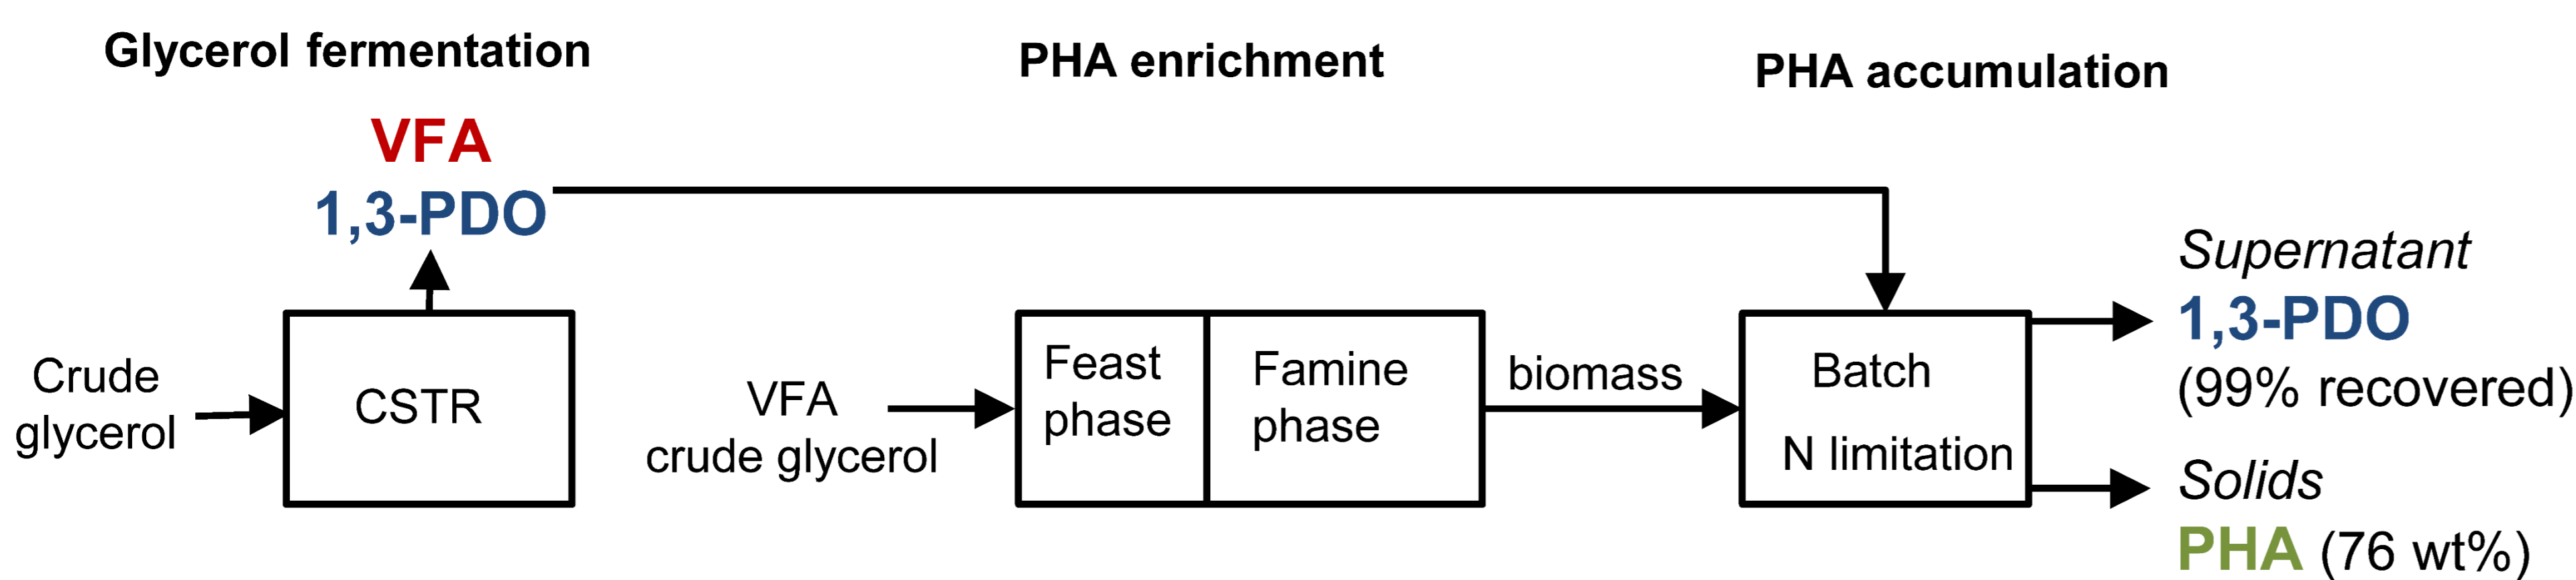 Glycerol fermentation
VFA
1,3-PDO
Crude
glycerol
CSTR
PHA enrichment
VFA
crude glycerol
Feast
phase
Famine
phase
biomass
PHA accumulation
Batch
N limitation
Supernatant
1,3-PDO
(99% recovered)
Solids
PHA (76 wt%)